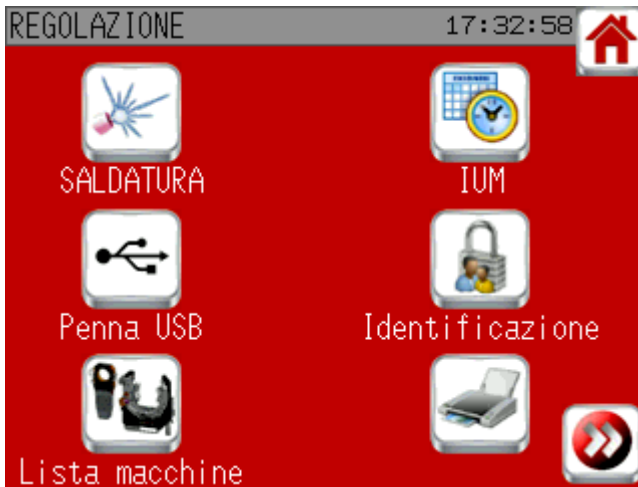 REGOLAZIONE 17:32:58
SALDATURA IUM
Penna USB Identificazione
Lista macchine